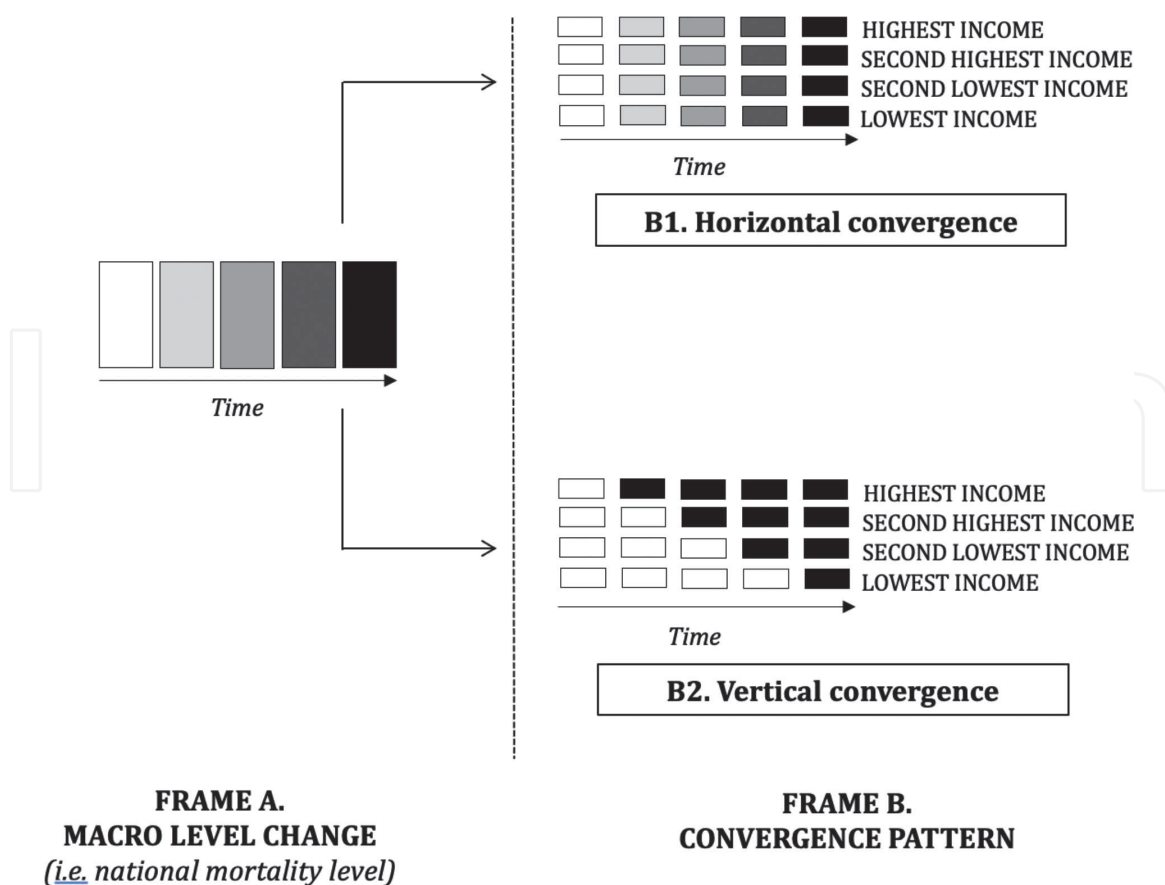 HIGHEST INCOME
SECOND HIGHEST INCOME
SECOND LOWEST INCOME
LOWEST INCOME
Time
B1. Horizontal convergence
Time
HIGHEST INCOME
SECOND HIGHEST INCOME
SECOND LOWEST INCOME
LOWEST INCOME
Time
B2. Vertical convergence
FRAME A.
MACRO LEVEL CHANGE
(i.e. national mortality level)
FRAME B.
CONVERGENCE PATTERN